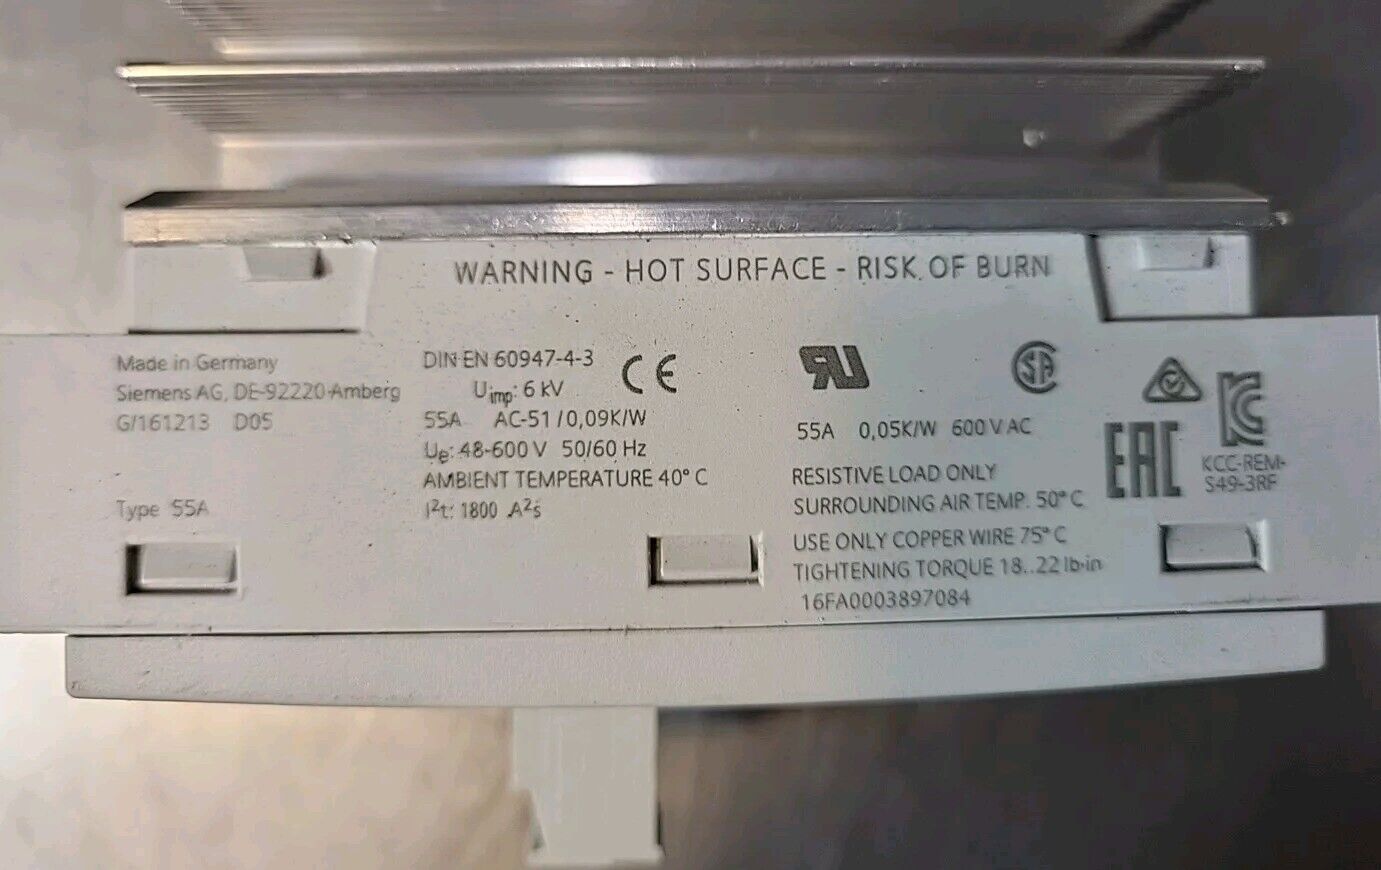 WARNING - HOT SURFACE - RISK OF BURN
Made in Germany
Siemens AG, DE-92220 Amberg
G/161213 D05
Type 55A
DIN EN 60947-4-3
CE
Uimp: 6 kV
55A AC-51 / 0,09K/W
Ue: 48-600 V 50/60 Hz
AMBIENT TEMPERATURE 40° C
I²t: 1800 A²s
RU
SA
55A 0,05K/W 600 V AC
RESISTIVE LOAD ONLY
SURROUNDING AIR TEMP. 50° C
USE ONLY COPPER WIRE 75° C
TIGHTENING TORQUE 18..22 lb-in
16FA0003897084
EAC
KC
KCC-REM-
S49-3RF